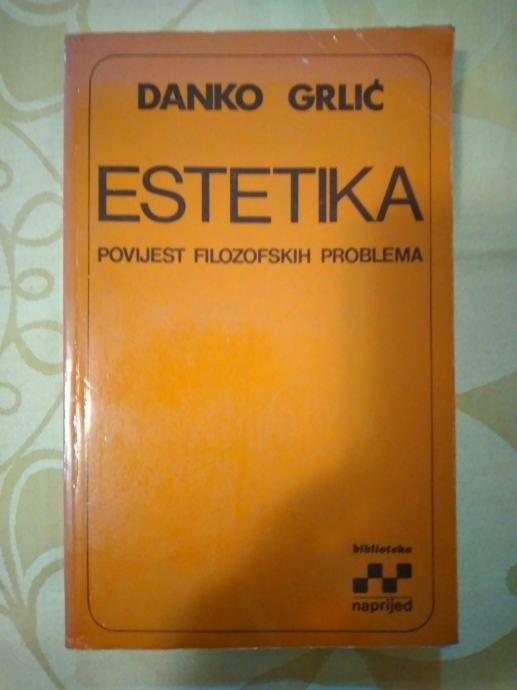 DANKO GRLIĆ
ESTETIKA
POVIJEST FILOZOFSKIH PROBLEMA
biblioteka
naprijed